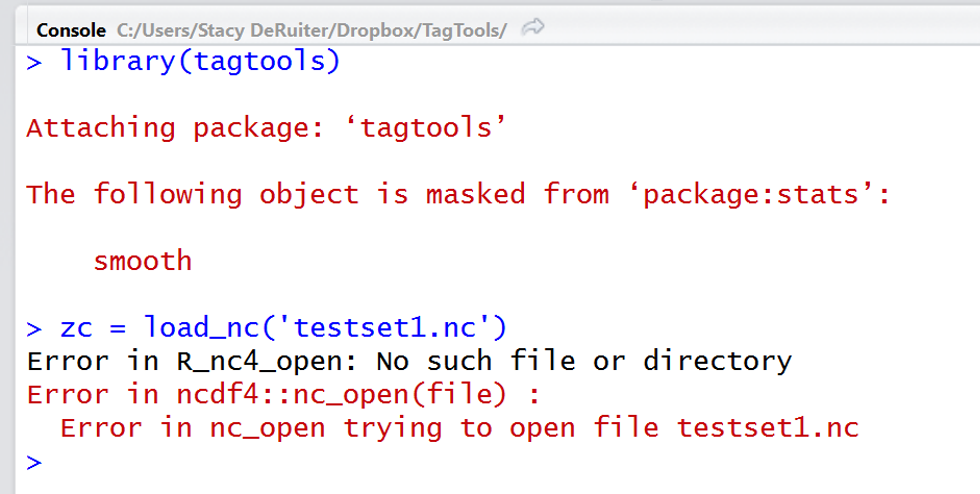 Console C:/Users/Stacy DeRuiter/Dropbox/TagTools/
> library(tagtools)
Attaching package: ‘tagtools’
The following object is masked from ‘package:stats’:
smooth
> zc = load_nc('testset1.nc')
Error in R_nc4_open: No such file or directory
Error in ncdf4::nc_open(file) :
Error in nc_open trying to open file testset1.nc
>